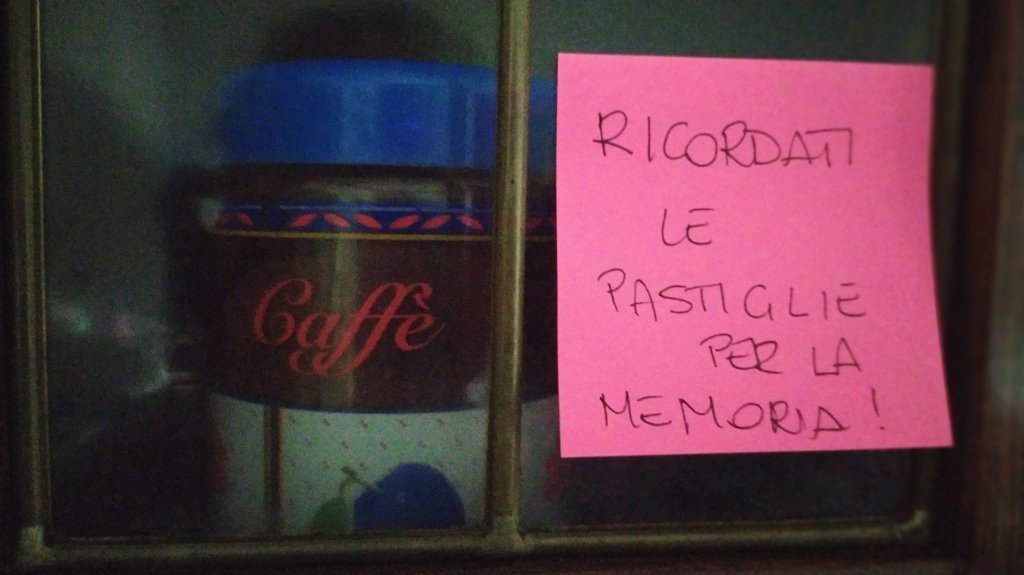 Caffè
RICORDATI
LE
PASTIGLIE
PER LA
MEMORIA!